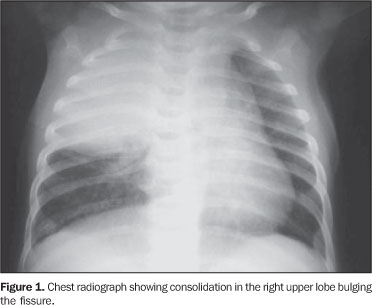 Figure 1. Chest radiograph showing consolidation in the right upper lobe bulging
the fissure.